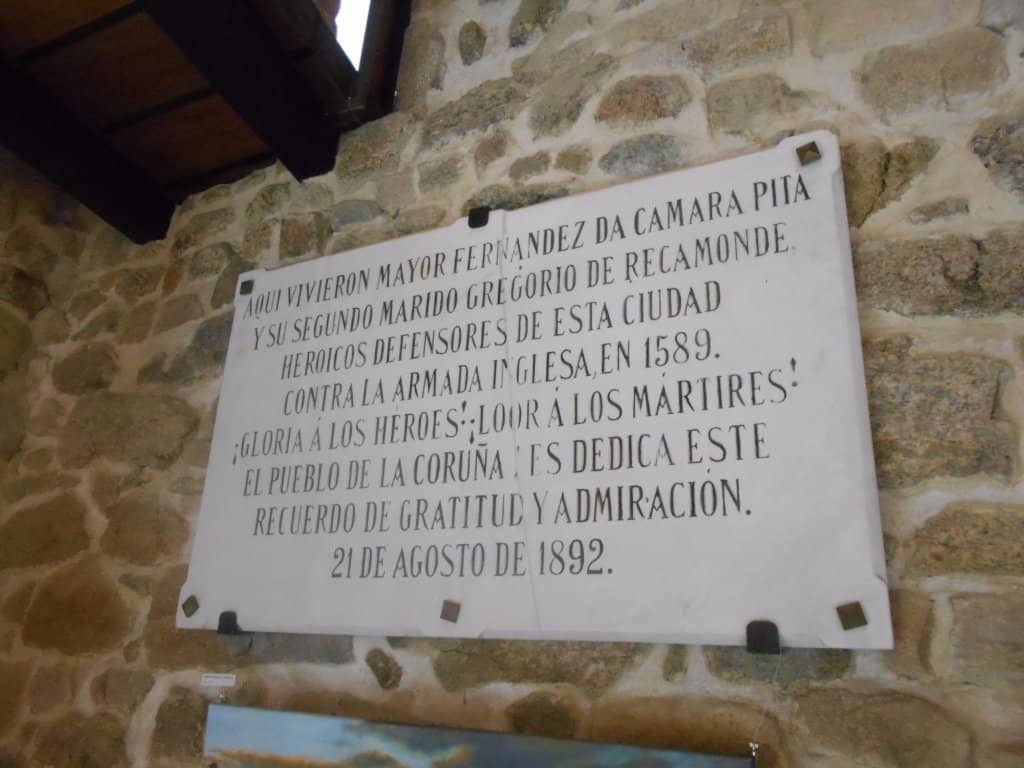 AQUI VIVIERON MAYOR FERNANDEZ DA CAMARA PITA
Y SU SEGUNDO MARIDO GREGORIO DE RECAMONDE,
HEROICOS DEFENSORES DE ESTA CIUDAD
CONTRA LA ARMADA INGLESA, EN 1589.
¡GLORIA Á LOS HÉROES! ¡LOOR Á LOS MÁRTIRES!
EL PUEBLO DE LA CORUÑA LES DEDICA ESTE
RECUERDO DE GRATITUD Y ADMIRACIÓN.
21 DE AGOSTO DE 1892.